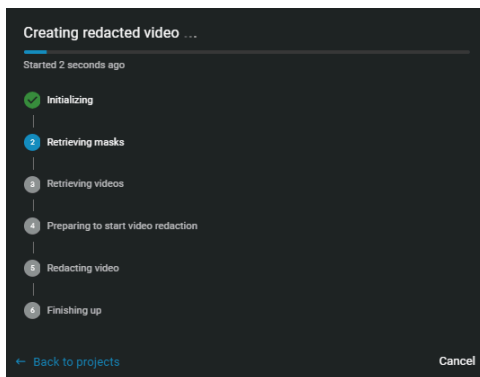 Creating redacted video ...
Started 2 seconds ago
Initializing
2 Retrieving masks
3 Retrieving videos
4 Preparing to start video redaction
5 Redacting video
6 Finishing up
← Back to projects Cancel